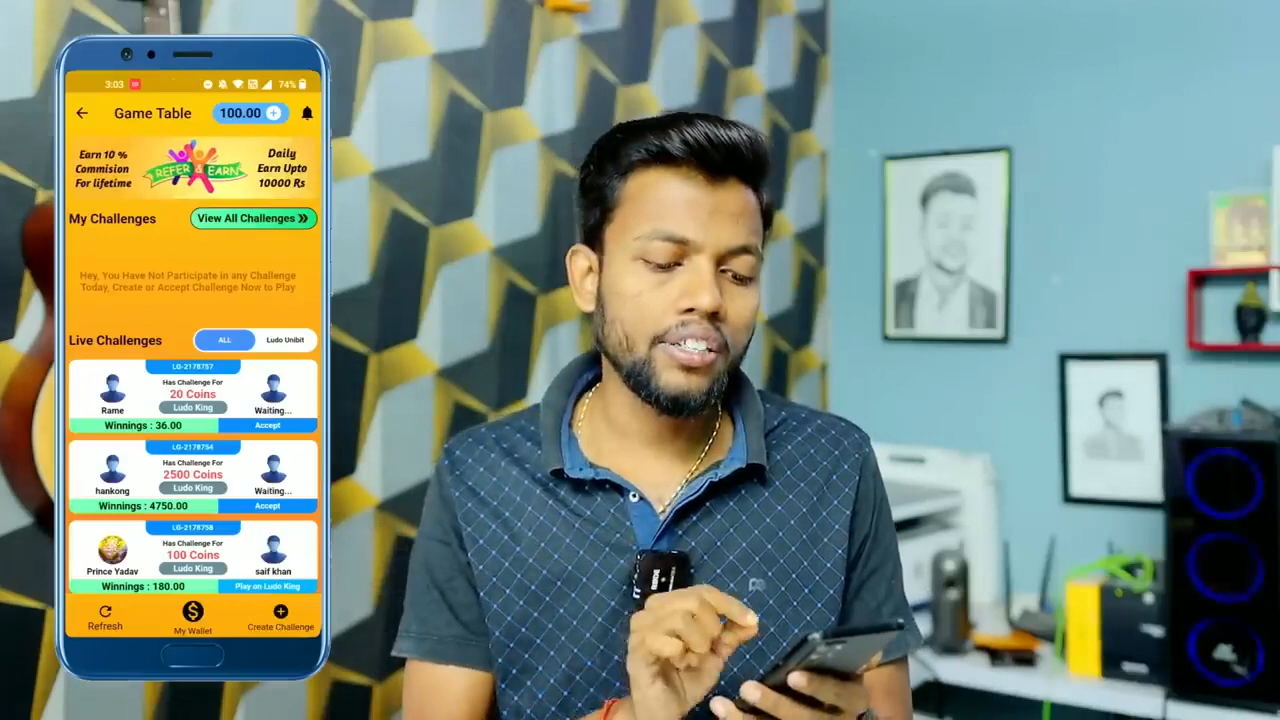 3:03
74%
Game Table
100.00
Earn 10 %
Commision
For lifetime
REFER & EARN
Daily
Earn Upto
10000 Rs
My Challenges
View All Challenges
Hey, You Have Not Participate in any Challenge
Today, Create or Accept Challenge Now to Play
Live Challenges
ALL
Ludo Unibit
LG-2178757
Has Challenge For
20 Coins
Ludo King
Rame
Waiting...
Winnings : 36.00
Accept
LG-2178754
Has Challenge For
2500 Coins
Ludo King
hankong
Waiting...
Winnings : 4750.00
Accept
LG-2178758
Has Challenge For
100 Coins
Ludo King
Prince Yadav
saif khan
Winnings : 180.00
Play on Ludo King
Refresh
My Wallet
Create Challenge